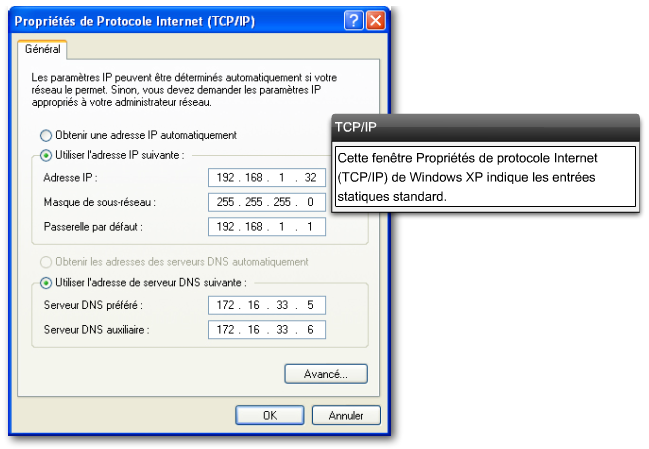 Propriétés de Protocole Internet (TCP/IP)
Général
Les paramètres IP peuvent être déterminés automatiquement si votre
réseau le permet. Sinon, vous devez demander les paramètres IP
appropriés à votre administrateur réseau.
Obtenir une adresse IP automatiquement
Utiliser l'adresse IP suivante :
Adresse IP : 192 . 168 . 1 . 32
Masque de sous-réseau : 255 . 255 . 255 . 0
Passerelle par défaut : 192 . 168 . 1 . 1
Obtenir les adresses des serveurs DNS automatiquement
Utiliser l'adresse de serveur DNS suivante :
Serveur DNS préféré : 172 . 16 . 33 . 5
Serveur DNS auxiliaire : 172 . 16 . 33 . 6
Avancé...
OK Annuler
TCP/IP
Cette fenêtre Propriétés de protocole Internet
(TCP/IP) de Windows XP indique les entrées
statiques standard.